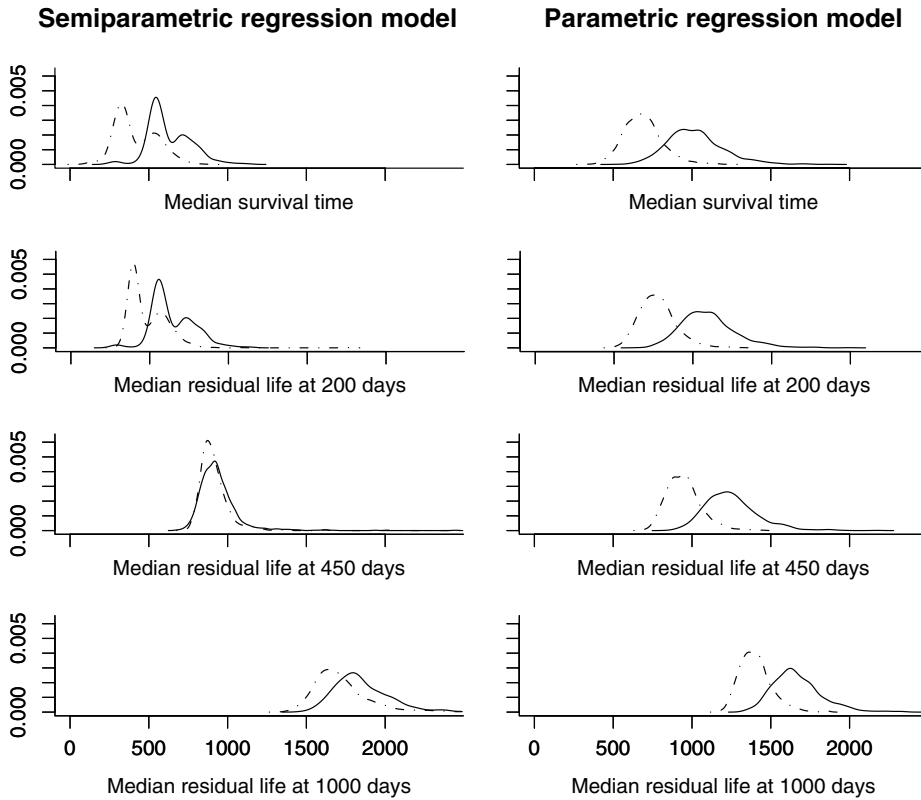 Semiparametric regression model
Parametric regression model
0.000 0.005
Median survival time
Median survival time
0.000 0.005
Median residual life at 200 days
Median residual life at 200 days
0.000 0.005
Median residual life at 450 days
Median residual life at 450 days
0.000 0.005
0 500 1000 1500 2000
0 500 1000 1500 2000
Median residual life at 1000 days
Median residual life at 1000 days